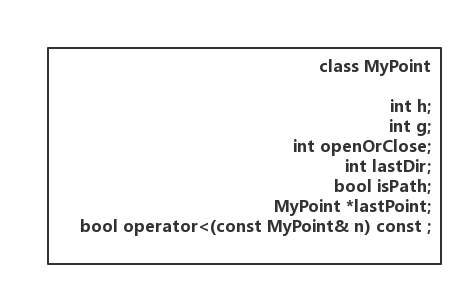 class MyPoint
int h;
int g;
int openOrClose;
int lastDir;
bool isPath;
MyPoint *lastPoint;
bool operator<(const MyPoint& n) const ;